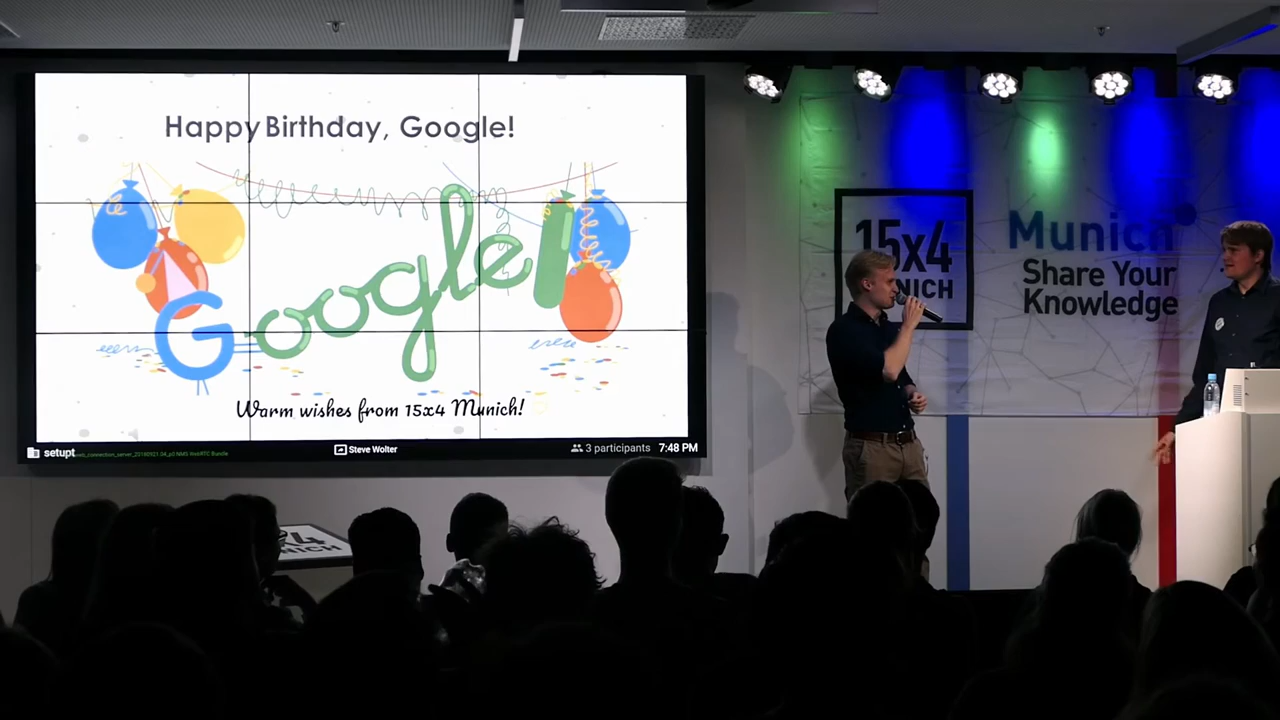 Happy Birthday, Google!
Google!
Warm wishes from 15x4 Munich!
setupt
Steve Wolter
3 participants 7:48 PM
15x4
Munich
Share Your
Knowledge